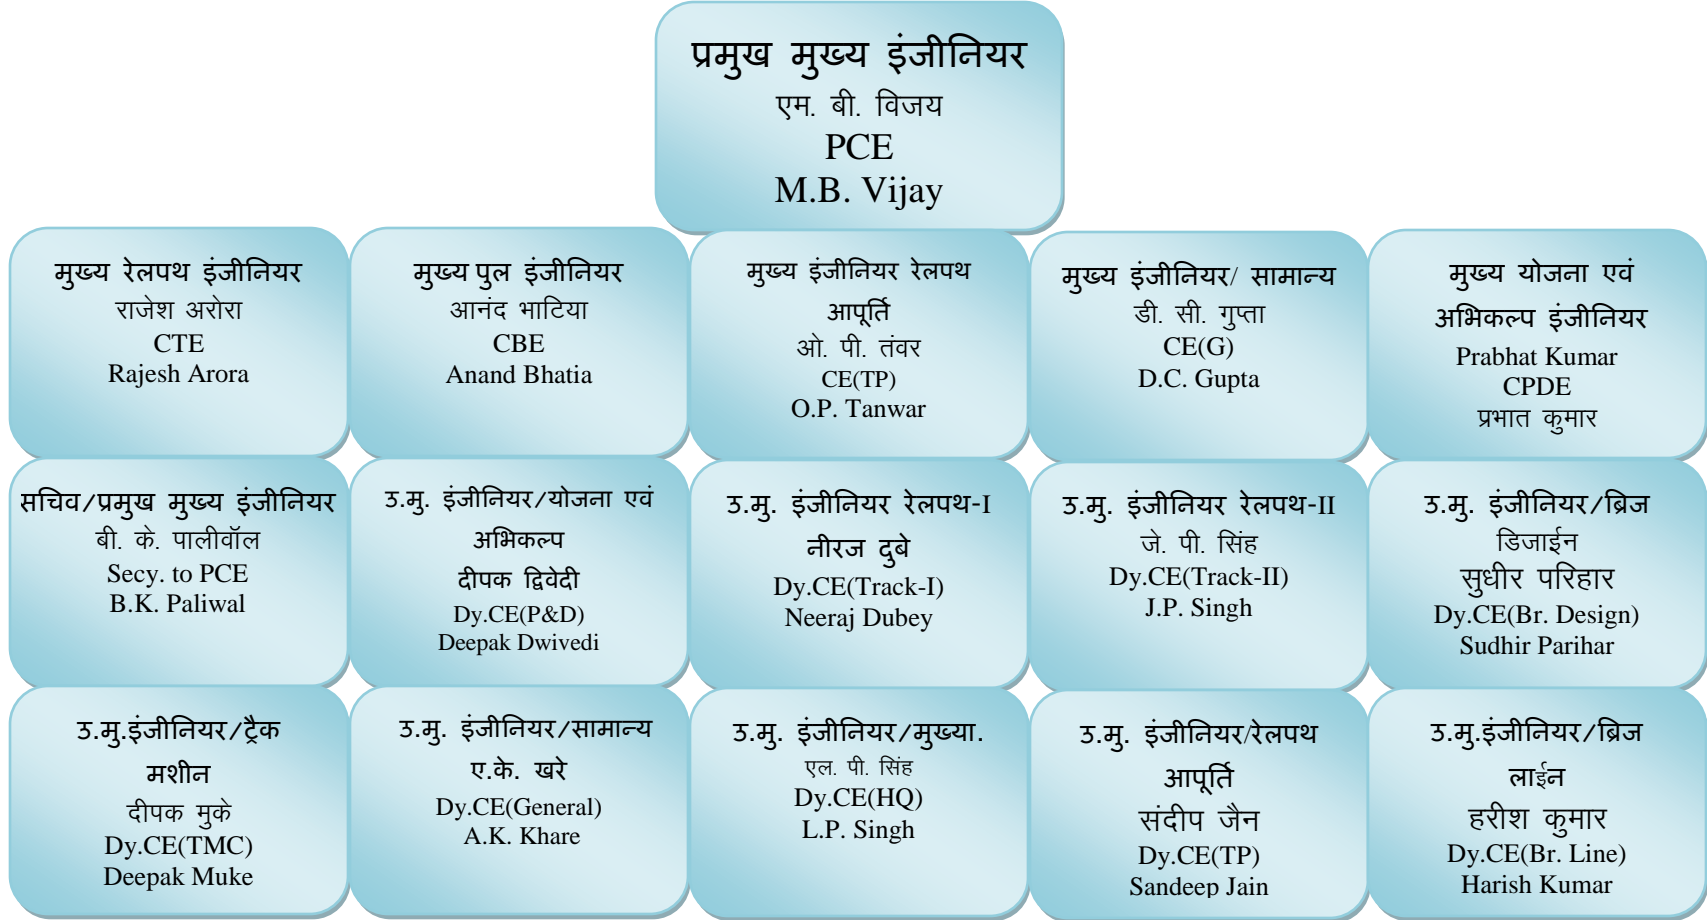 प्रमुख मुख्य इंजीनियर
एम. बी. विजय
PCE
M.B. Vijay
मुख्य रेलपथ इंजीनियर
राजेश अरोरा
CTE
Rajesh Arora
मुख्य पुल इंजीनियर
आनंद भाटिया
CBE
Anand Bhatia
मुख्य इंजीनियर रेलपथ
आपूर्ति
ओ. पी. तंवर
CE(TP)
O.P. Tanwar
मुख्य इंजीनियर/ सामान्य
डी. सी. गुप्ता
CE(G)
D.C. Gupta
मुख्य योजना एवं
अभिकल्प इंजीनियर
Prabhat Kumar
CPDE
प्रभात कुमार
सचिव/प्रमुख मुख्य इंजीनियर
बी. के. पालीवॉल
Secy. to PCE
B.K. Paliwal
उ.मु. इंजीनियर/योजना एवं
अभिकल्प
दीपक द्विवेदी
Dy.CE(P&D)
Deepak Dwivedi
उ.मु. इंजीनियर रेलपथ-I
नीरज दुबे
Dy.CE(Track-I)
Neeraj Dubey
उ.मु. इंजीनियर रेलपथ-II
जे. पी. सिंह
Dy.CE(Track-II)
J.P. Singh
उ.मु. इंजीनियर/ब्रिज
डिजाईन
सुधीर परिहार
Dy.CE(Br. Design)
Sudhir Parihar
उ.मु.इंजीनियर/ट्रैक
मशीन
दीपक मुके
Dy.CE(TMC)
Deepak Muke
उ.मु. इंजीनियर/सामान्य
ए.के. खरे
Dy.CE(General)
A.K. Khare
उ.मु. इंजीनियर/मुख्या.
एल. पी. सिंह
Dy.CE(HQ)
L.P. Singh
उ.मु. इंजीनियर/रेलपथ
आपूर्ति
संदीप जैन
Dy.CE(TP)
Sandeep Jain
उ.मु.इंजीनियर/ब्रिज
लाईन
हरीश कुमार
Dy.CE(Br. Line)
Harish Kumar